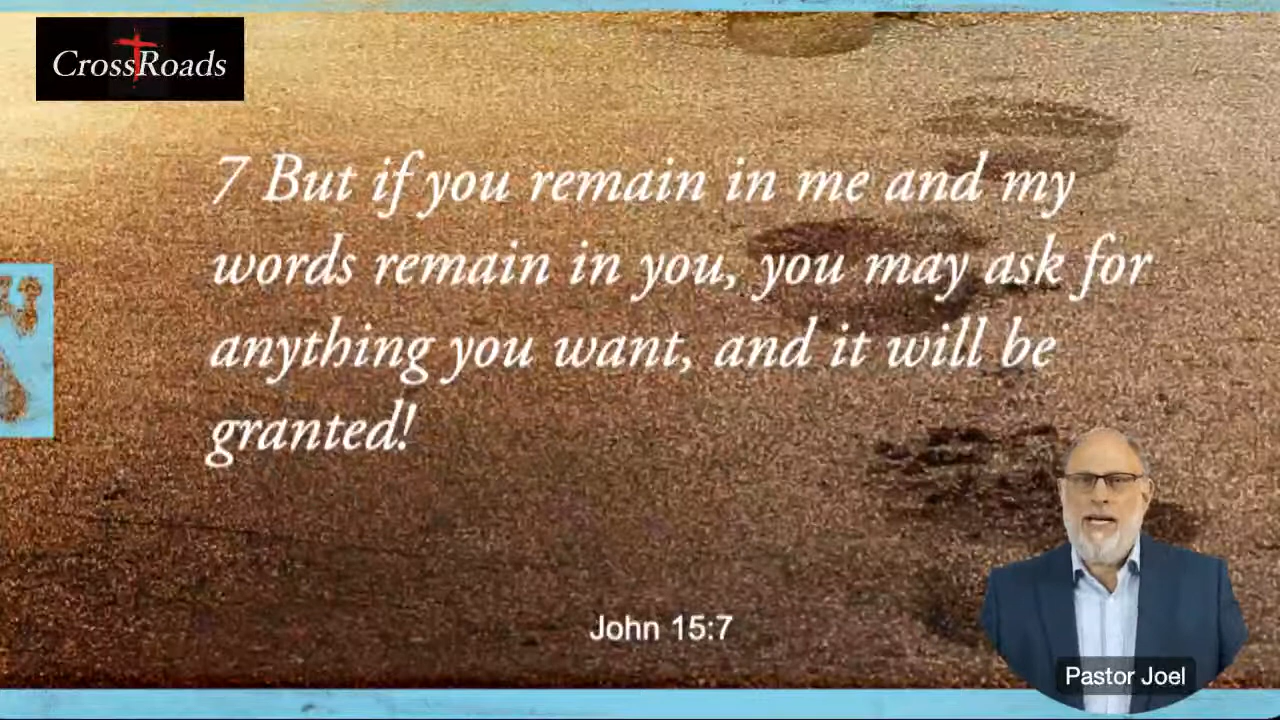 CrossRoads
7 But if you remain in me and my
words remain in you, you may ask for
anything you want, and it will be
granted!
John 15:7
Pastor Joel